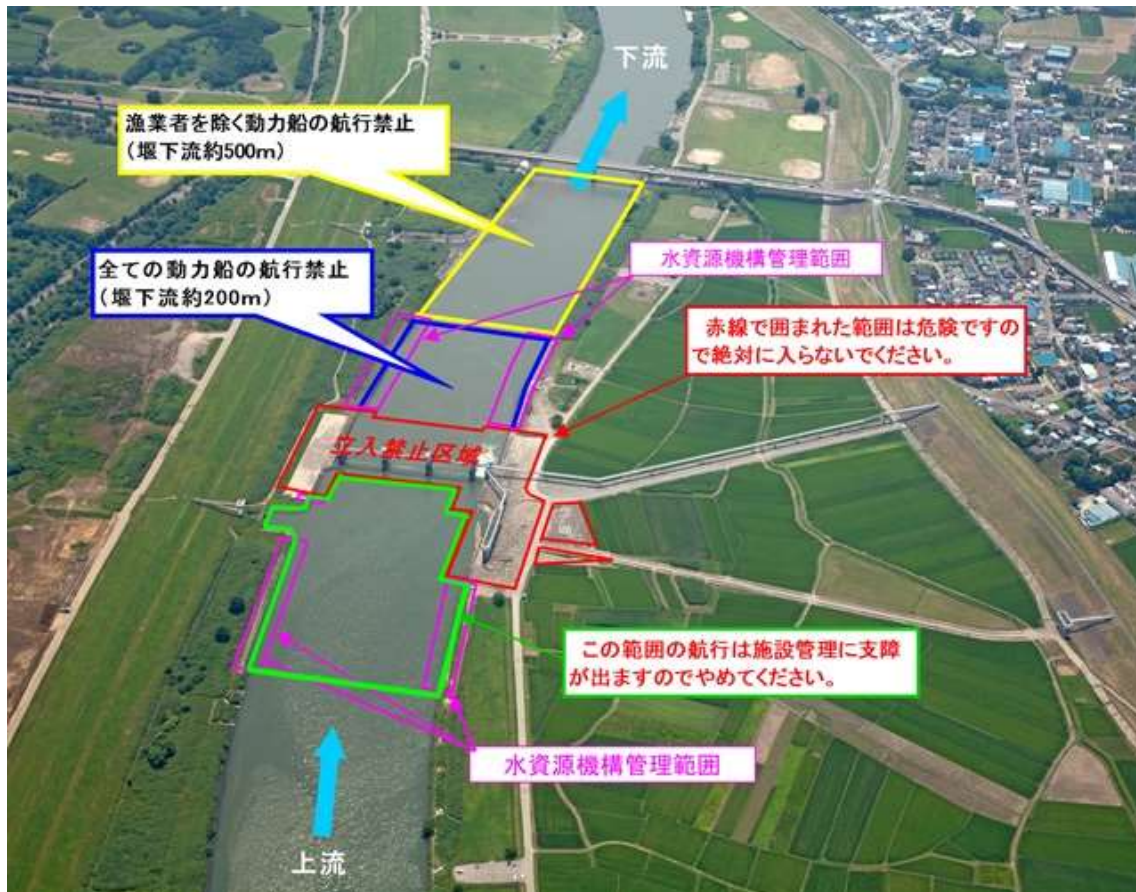 下流
漁業者を除く動力船の航行禁止
（堰下流約500m）
水資源機構管理範囲
全ての動力船の航行禁止
（堰下流約200m）
赤線で囲まれた範囲は危険ですの
で絶対に入らないでください。
立入禁止区域
この範囲の航行は施設管理に支障
が出ますのでやめてください。
水資源機構管理範囲
上流